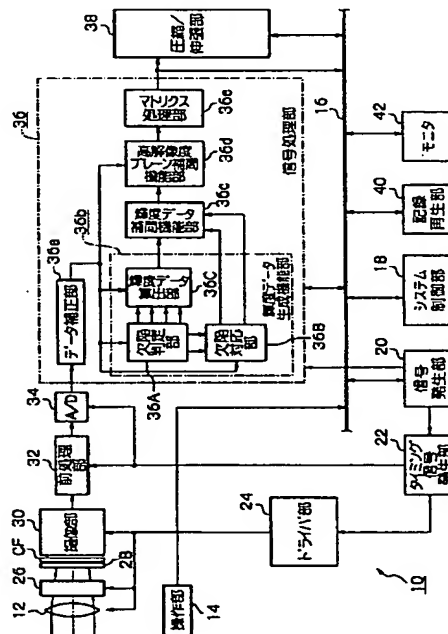 36
38
圧縮/伸張部
マトリクス処理部
36e
高解像度プレーン補間機能部
36d
信号処理部
36b
輝度データ補間機能部
36c
36a
データ補正部
輝度データ算出部
36C
輝度データ生成機能部
欠陥判定部
欠陥対応部
36A
36B
34
A/D
32
前処理部
30
撮像部
CF
28
26
12
24
ドライバ部
操作部
14
16
42
モニタ
40
記録再生部
18
システム制御部
20
信号発生部
22
タイミング信号発生部
10